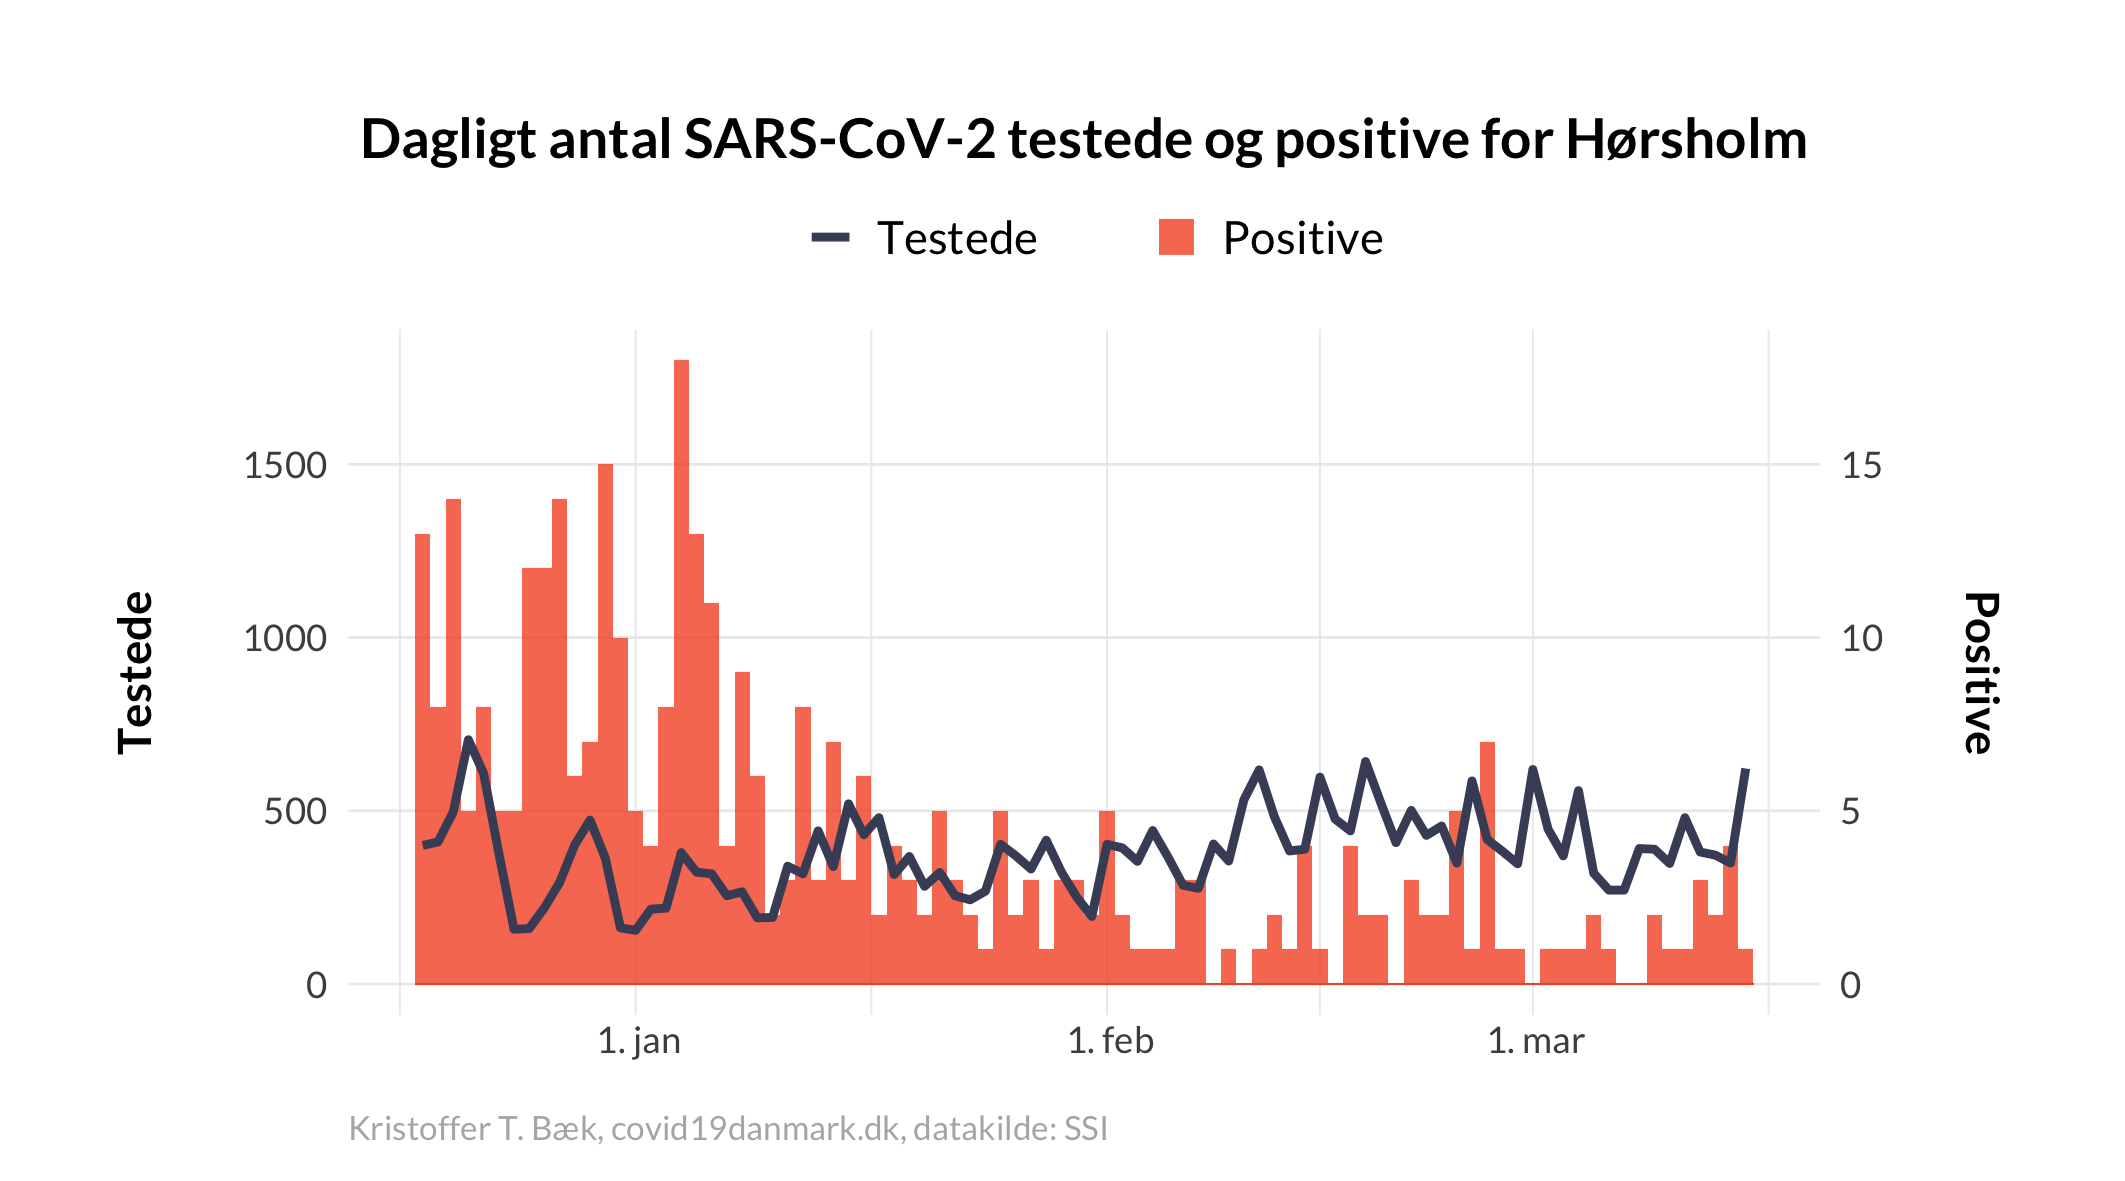 Dagligt antal SARS-CoV-2 testede og positive for Hørsholm
Testede
Positive
1500
1000
500
0
Testede
15
10
5
0
Positive
1. jan
1. feb
1. mar
Kristoffer T. Bæk, covid19danmark.dk, datakilde: SSI